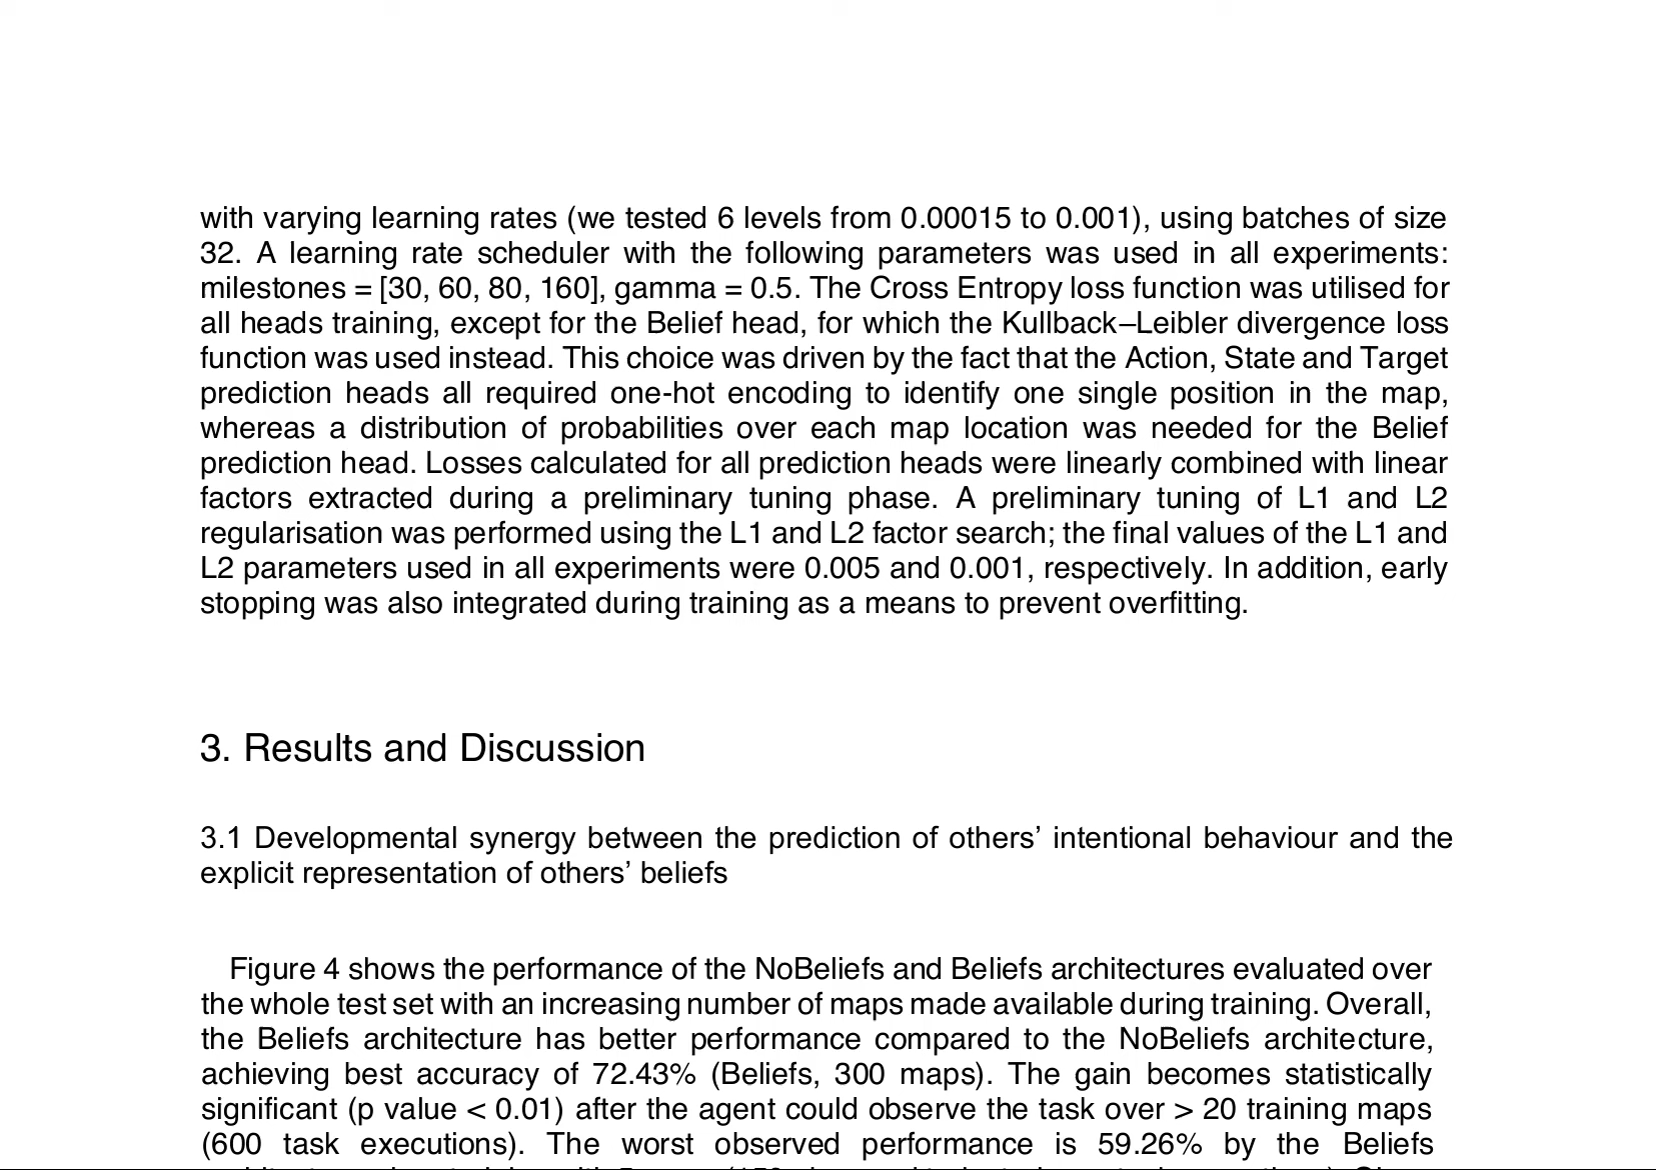 with varying learning rates (we tested 6 levels from 0.00015 to 0.001), using batches of size
32. A learning rate scheduler with the following parameters was used in all experiments:
milestones = [30, 60, 80, 160], gamma = 0.5. The Cross Entropy loss function was utilised for
all heads training, except for the Belief head, for which the Kullback–Leibler divergence loss
function was used instead. This choice was driven by the fact that the Action, State and Target
prediction heads all required one-hot encoding to identify one single position in the map,
whereas a distribution of probabilities over each map location was needed for the Belief
prediction head. Losses calculated for all prediction heads were linearly combined with linear
factors extracted during a preliminary tuning phase. A preliminary tuning of L1 and L2
regularisation was performed using the L1 and L2 factor search; the final values of the L1 and
L2 parameters used in all experiments were 0.005 and 0.001, respectively. In addition, early
stopping was also integrated during training as a means to prevent overfitting.
3. Results and Discussion
3.1 Developmental synergy between the prediction of others’ intentional behaviour and the
explicit representation of others’ beliefs
Figure 4 shows the performance of the NoBeliefs and Beliefs architectures evaluated over
the whole test set with an increasing number of maps made available during training. Overall,
the Beliefs architecture has better performance compared to the NoBeliefs architecture,
achieving best accuracy of 72.43% (Beliefs, 300 maps). The gain becomes statistically
significant (p value < 0.01) after the agent could observe the task over > 20 training maps
(600 task executions). The worst observed performance is 59.26% by the Beliefs